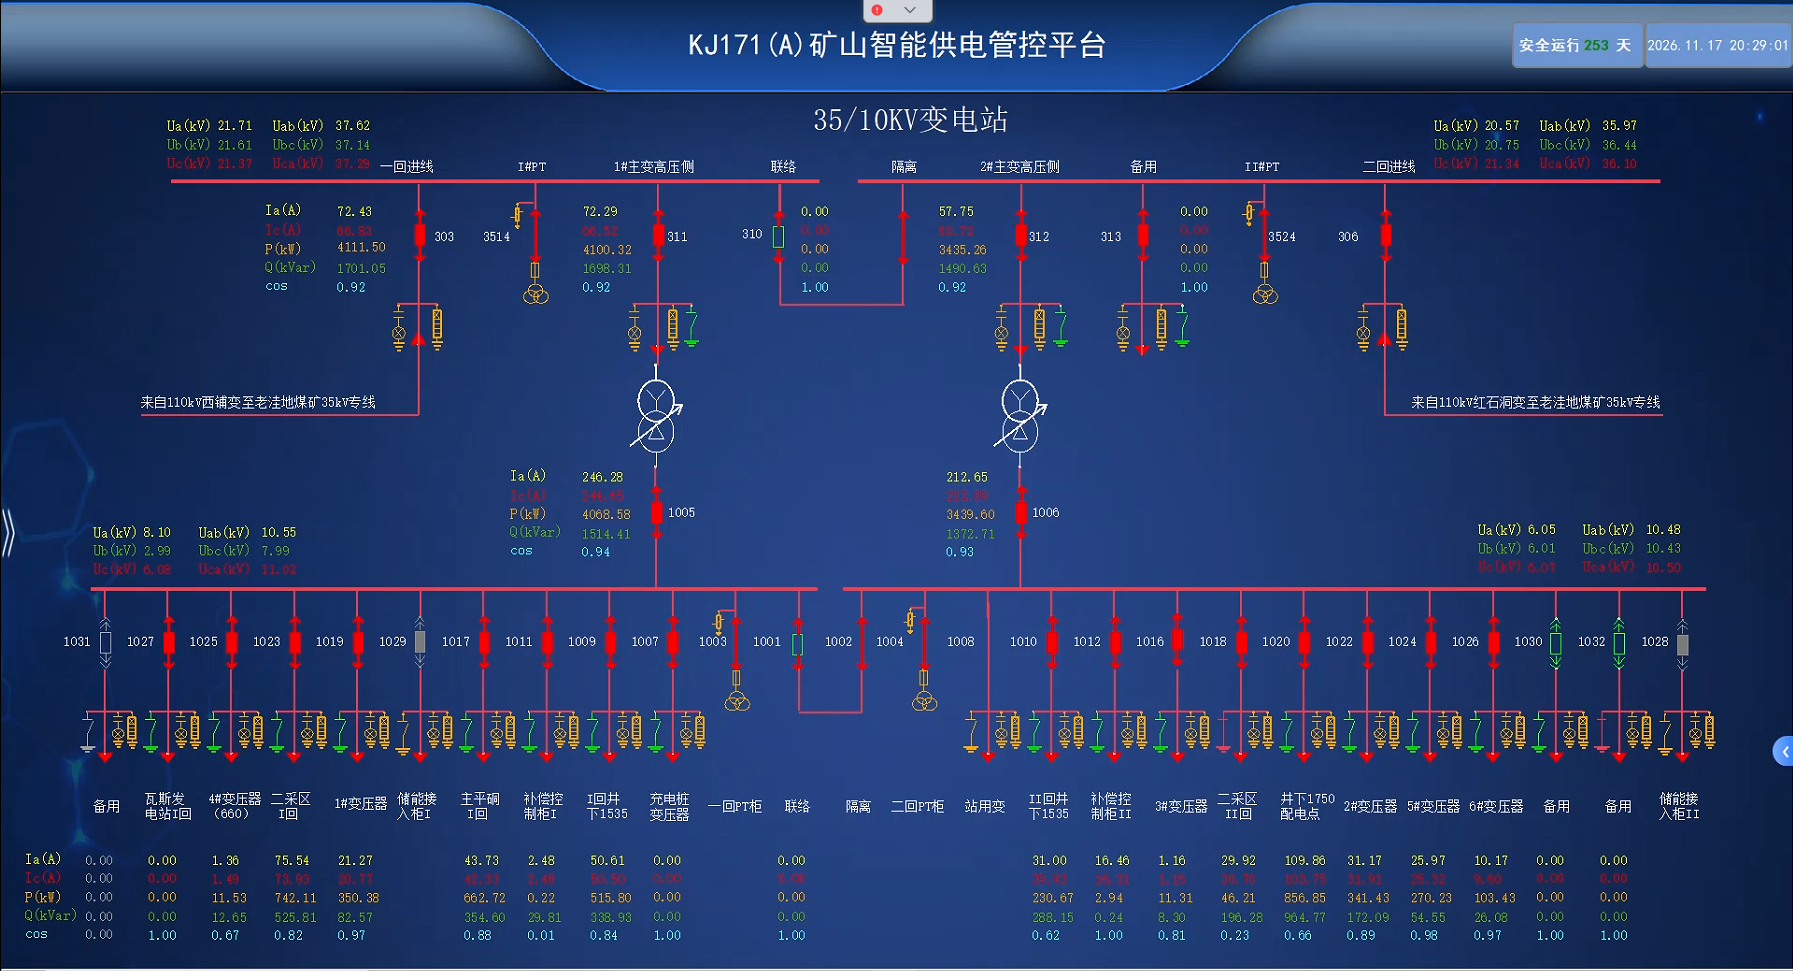 KJ171(A)矿山智能供电管控平台
安全运行 253 天
2026.11.17 20:29:01
35/10KV变电站
Ua(kV) 21.71 Uab(kV) 37.62
Ub(kV) 21.61 Ubc(kV) 37.14
Uc(kV) 21.37 Uca(kV) 37.29
Ua(kV) 20.57 Uab(kV) 35.97
Ub(kV) 20.75 Ubc(kV) 36.44
Uc(kV) 21.34 Uca(kV) 36.10
一回进线 I#PT 1#主变高压侧 联络 隔离 2#主变高压侧 备用 II#PT 二回进线
Ia(A) 72.43 72.29 0.00 57.75 0.00
Ic(A)
P(kW) 4111.50 4100.32 0.00 3435.26 0.00
Q(kVar) 1701.05 1698.31 0.00 1490.63 0.00
cos 0.92 0.92 1.00 0.92 1.00
303 3514 311 310 312 313 3524 306
来自110kV西铺变至老洼地煤矿35kV专线
来自110kV红石洞变至老洼地煤矿35kV专线
Ia(A) 246.28 212.65
Ic(A)
P(kW) 4068.58 3439.60
Q(kVar) 1514.41 1372.71
cos 0.94 0.93
1005 1006
Ua(kV) 8.10 Uab(kV) 10.55
Ub(kV) 2.99 Ubc(kV) 7.99
Uc(kV) Uca(kV)
Ua(kV) 6.05 Uab(kV) 10.48
Ub(kV) 6.01 Ubc(kV) 10.43
Uc(kV) Uca(kV) 10.50
1031 1027 1025 1023 1019 1029 1017 1011 1009 1007 1003 1001 1002 1004 1008 1010 1012 1016 1018 1020 1022 1024 1026 1030 1032 1028
备用
瓦斯发
电站I回
4#变压器
(660)
二采区
I回
1#变压器
储能接
入柜I
主平硐
I回
补偿控
制柜I
I回井
下1535
充电桩
变压器
一回PT柜
联络
隔离
二回PT柜
站用变
II回井
下1535
补偿控
制柜II
3#变压器
二采区
II回
井下1750
配电点
2#变压器
5#变压器
6#变压器
备用
备用
储能接
入柜II
Ia(A) 0.00 0.00 1.36 75.54 21.27 43.73 2.48 50.61 0.00 0.00 31.00 16.46 1.16 29.92 109.86 31.17 25.97 10.17 0.00 0.00
Ic(A) 0.00 0.00 1.49 0.00 0.00 0.00 0.00
P(kW) 0.00 0.00 11.53 742.11 350.38 662.72 0.22 515.80 0.00 0.00 230.67 2.94 11.31 46.21 856.85 341.43 270.23 103.43 0.00 0.00
Q(kVar) 0.00 0.00 12.65 525.81 82.57 354.60 29.81 338.93 0.00 0.00 288.15 0.24 8.30 196.28 964.77 172.09 54.55 26.08 0.00 0.00
cos 0.00 1.00 0.67 0.82 0.97 0.88 0.01 0.84 1.00 1.00 0.62 1.00 0.81 0.23 0.66 0.89 0.98 0.97 1.00 1.00